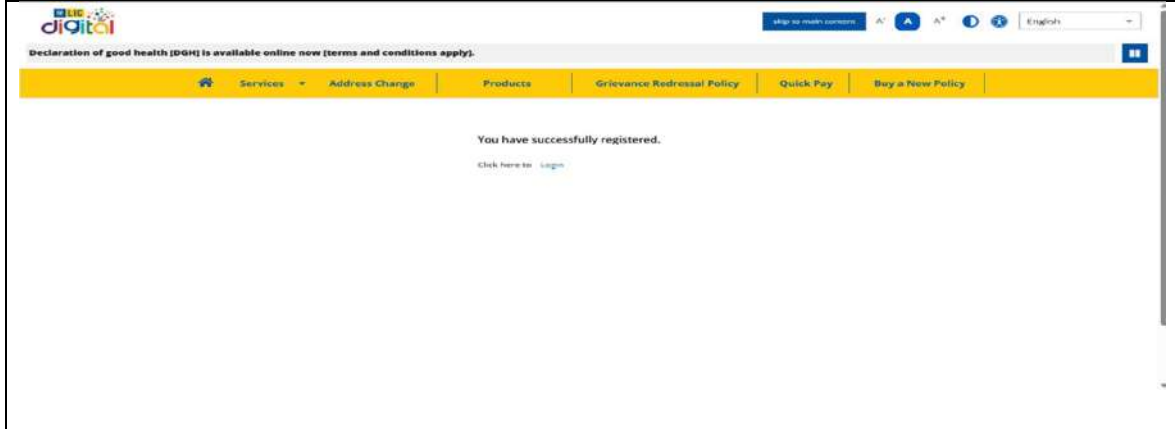 LIC
digital
skip to main content A- A A+ English
Declaration of good health [DGH] is available online now [terms and conditions apply].
Services Address Change Products Grievance Redressal Policy Quick Pay Buy a New Policy
You have successfully registered.
Click here to Login